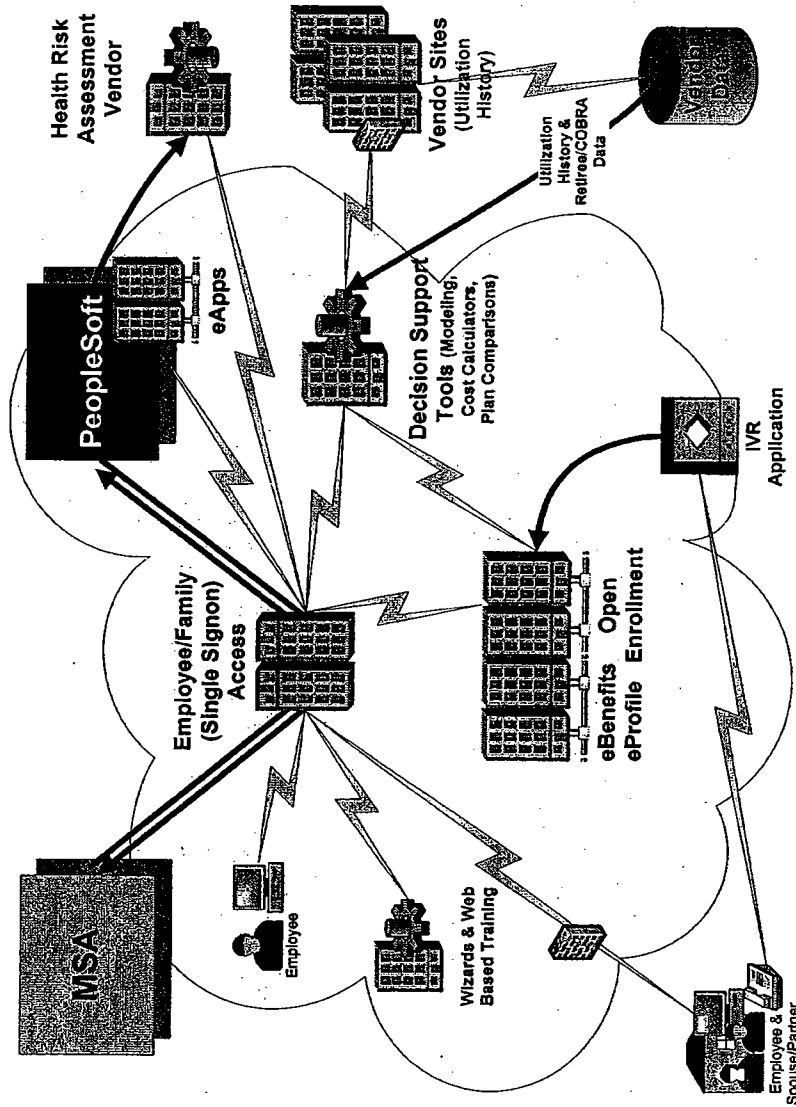 MSA
PeopleSoft
eApps
Health Risk
Assessment
Vendor
Employee/Family
(Single Signon)
Access
Employee
Wizards & Web
Based Training
Decision Support
Tools (Modeling,
Cost Calculators,
Plan Comparisons)
Vendor Sites
(Utilization
History)
Utilization
History &
Retiree/COBRA
Data
Vendor
Data
eBenefits Open
eProfile Enrollment
IVR
Application
Employee &
Spouse/Partner